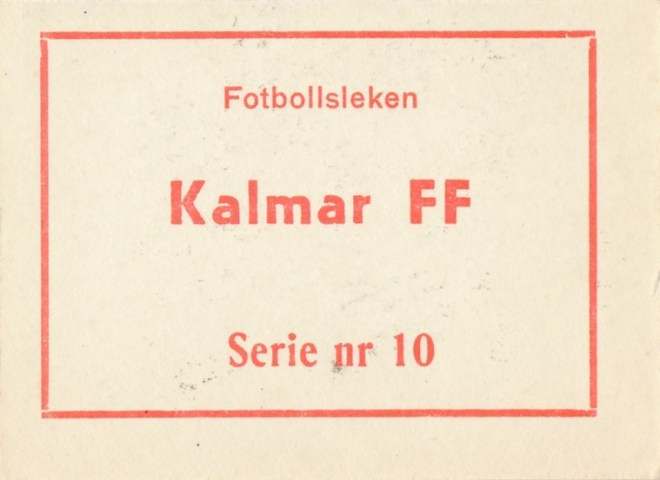 Fotbollsleken
Kalmar FF
Serie nr 10